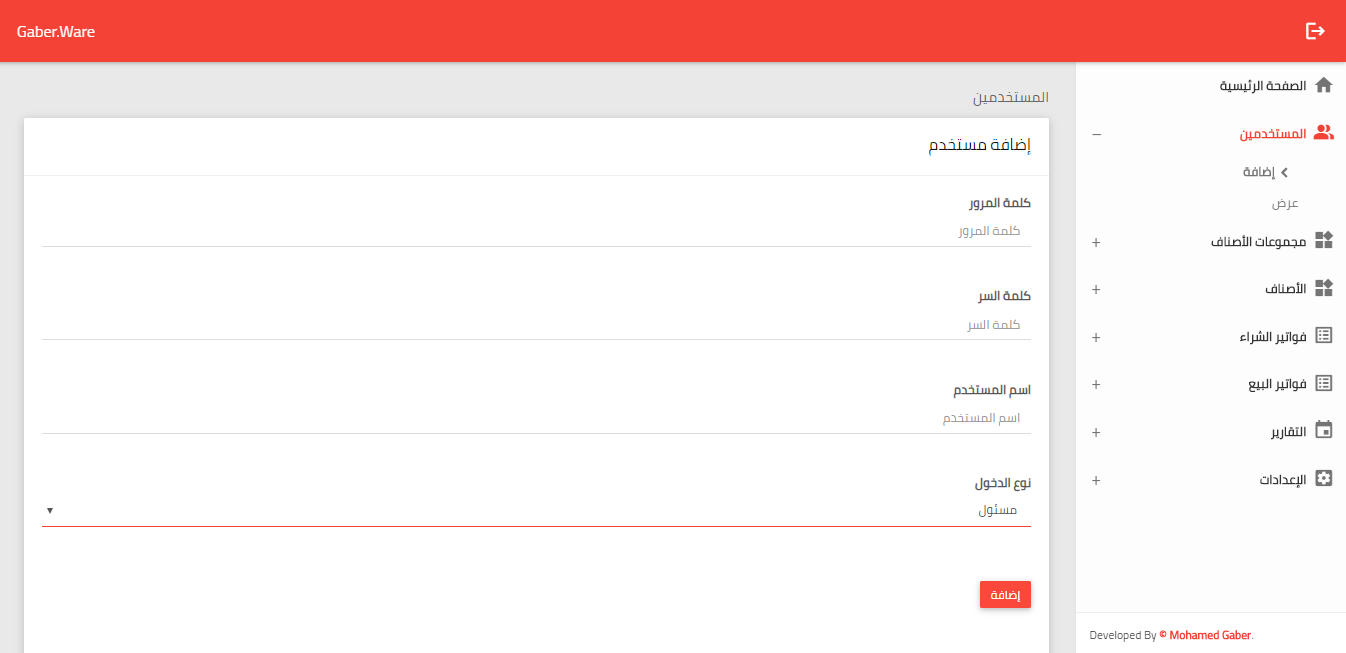 Gaber.Ware
الصفحة الرئيسية
المستخدمين
–
إضافة
عرض
مجموعات الأصناف
+
الأصناف
+
فواتير الشراء
+
فواتير البيع
+
التقارير
+
الإعدادات
+
Developed By © Mohamed Gaber.
المستخدمين
إضافة مستخدم
كلمة المرور
كلمة المرور
كلمة السر
كلمة السر
اسم المستخدم
اسم المستخدم
نوع الدخول
مسئول
إضافة